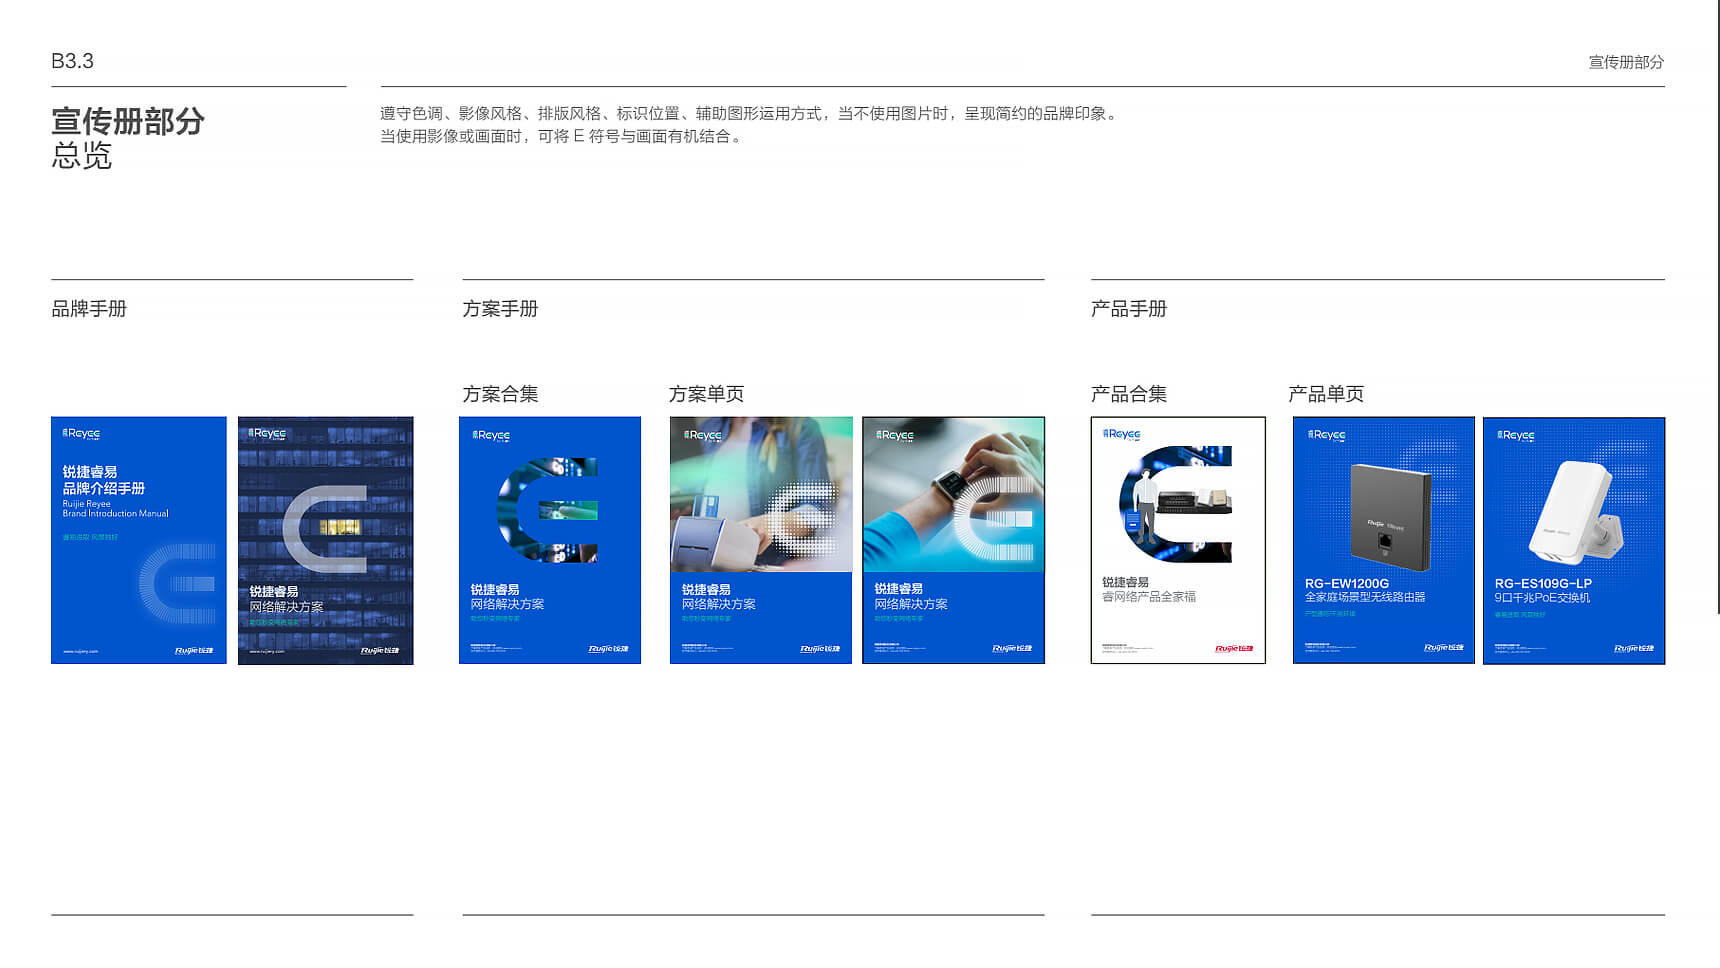 B3.3
宣传册部分
宣传册部分
总览
遵守色调、影像风格、排版风格、标识位置、辅助图形运用方式，当不使用图片时，呈现简约的品牌印象。
当使用影像或画面时，可将 E 符号与画面有机结合。
品牌手册
方案手册
产品手册
方案合集
方案单页
产品合集
产品单页
Reyee
锐捷睿易
品牌介绍手册
Ruijie Reyee
Brand Introduction Manual
Ruijie锐捷
Reyee
锐捷睿易
网络解决方案
Ruijie锐捷
Reyee
锐捷睿易
网络解决方案
Ruijie锐捷
Reyee
锐捷睿易
网络解决方案
Ruijie锐捷
Reyee
锐捷睿易
网络解决方案
Ruijie锐捷
Reyee
锐捷睿易
睿网络产品全家福
Ruijie锐捷
Reyee
RG-EW1200G
全家庭场景型无线路由器
Ruijie锐捷
Reyee
RG-ES109G-LP
9口千兆PoE交换机
Ruijie锐捷